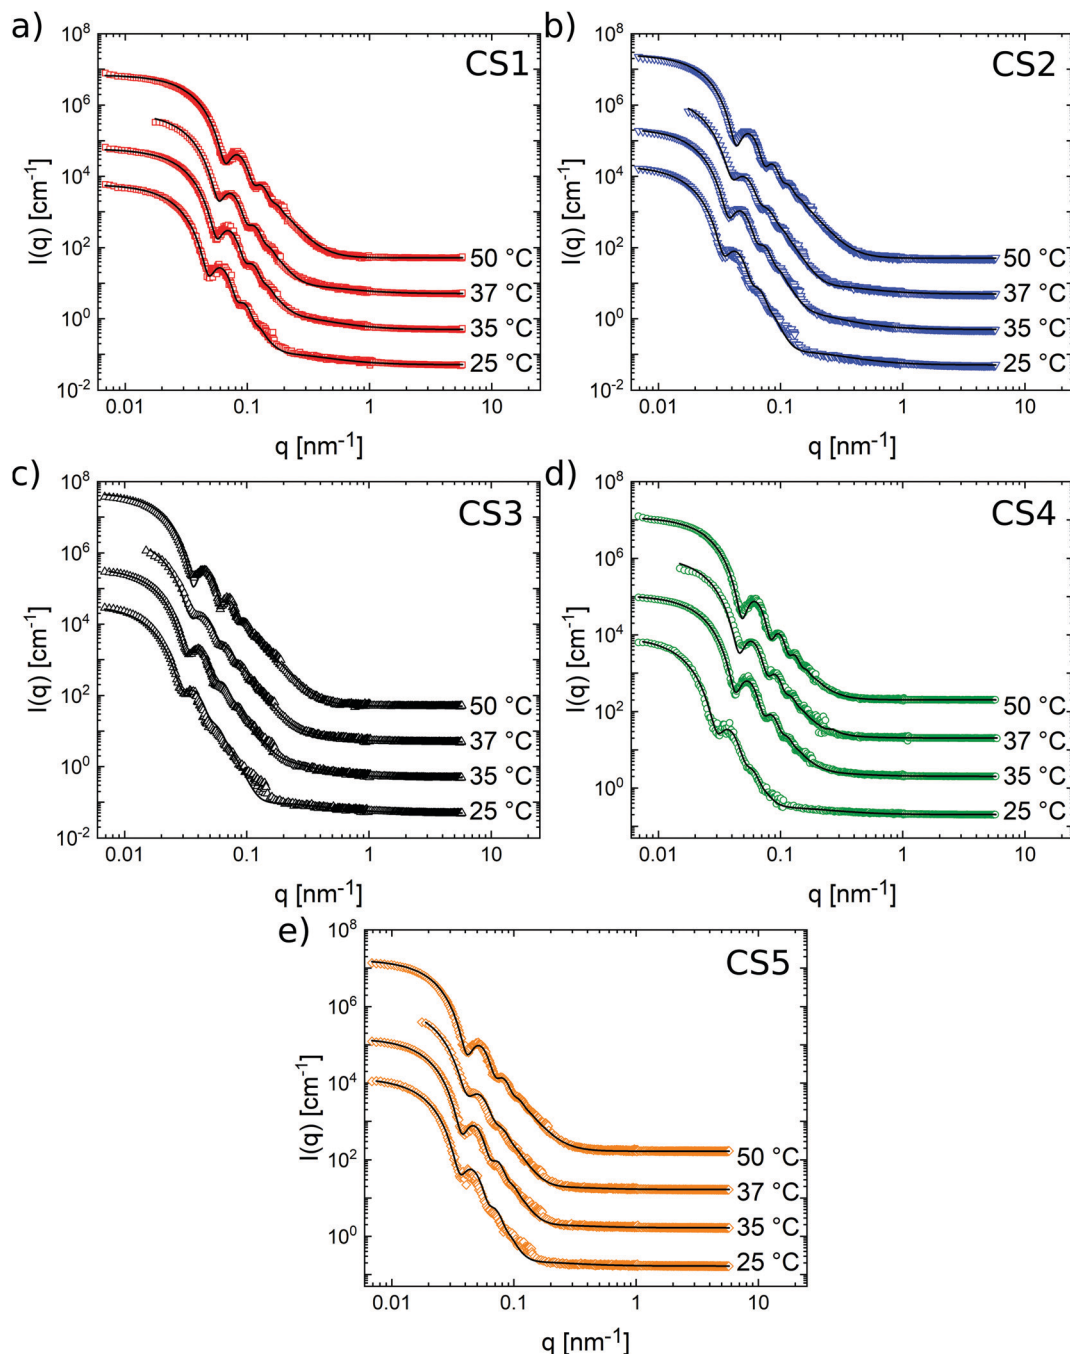 a)
CS1
10^8
10^6
10^4
10^2
10^0
10^-2
I(q) [cm^-1]
50 °C
37 °C
35 °C
25 °C
0.01 0.1 1 10
q [nm^-1]
b)
CS2
10^8
10^6
10^4
10^2
10^0
10^-2
I(q) [cm^-1]
50 °C
37 °C
35 °C
25 °C
0.01 0.1 1 10
q [nm^-1]
c)
CS3
10^8
10^6
10^4
10^2
10^0
10^-2
I(q) [cm^-1]
50 °C
37 °C
35 °C
25 °C
0.01 0.1 1 10
q [nm^-1]
d)
CS4
10^8
10^6
10^4
10^2
10^0
I(q) [cm^-1]
50 °C
37 °C
35 °C
25 °C
0.01 0.1 1 10
q [nm^-1]
e)
CS5
10^8
10^6
10^4
10^2
10^0
I(q) [cm^-1]
50 °C
37 °C
35 °C
25 °C
0.01 0.1 1 10
q [nm^-1]